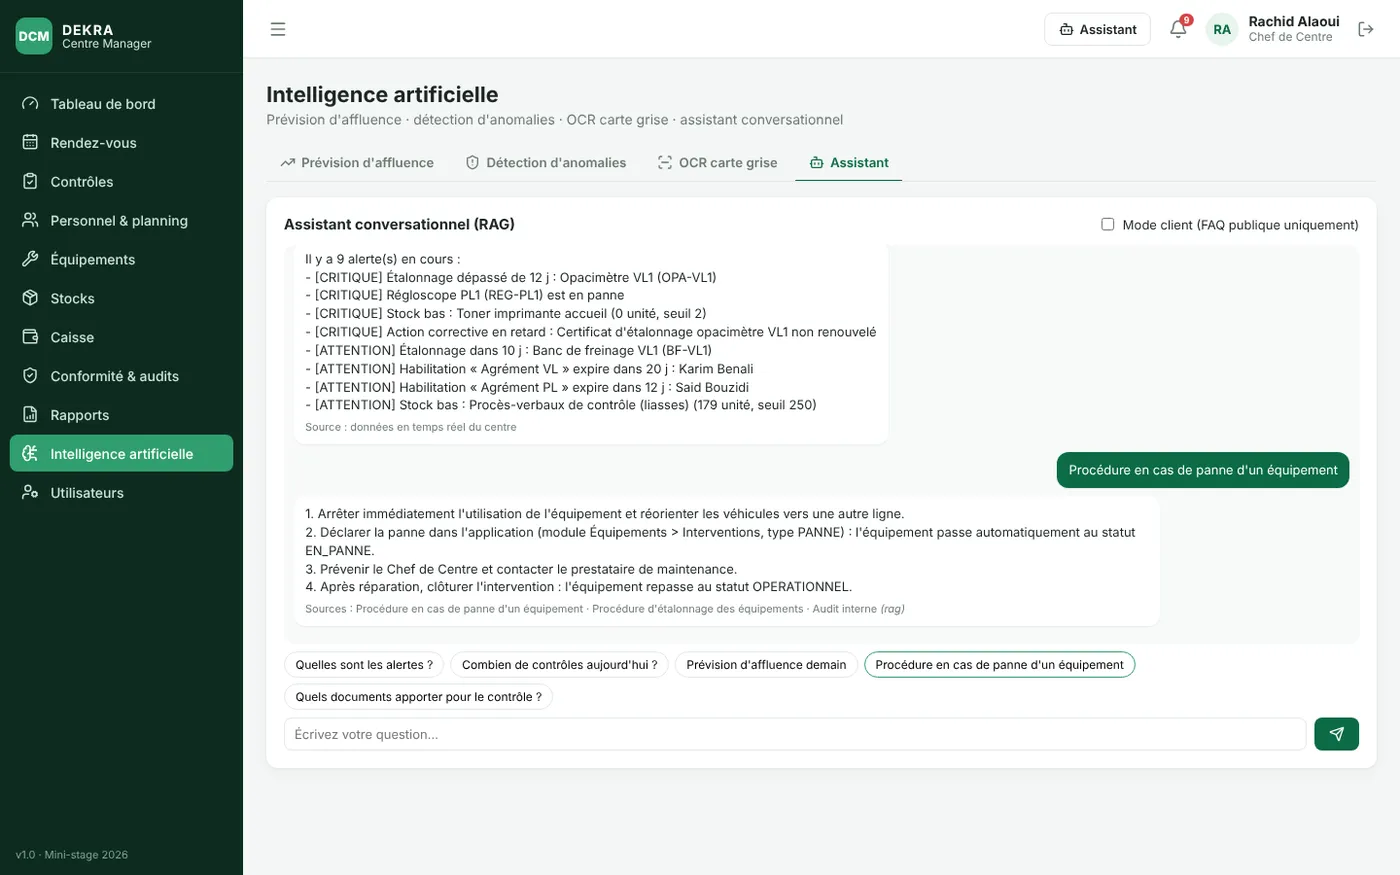 DCM
DEKRA
Centre Manager
Tableau de bord
Rendez-vous
Contrôles
Personnel & planning
Équipements
Stocks
Caisse
Conformité & audits
Rapports
Intelligence artificielle
Utilisateurs
v1.0 · Mini-stage 2026
Assistant
9
RA
Rachid Alaoui
Chef de Centre
Intelligence artificielle
Prévision d'affluence · détection d'anomalies · OCR carte grise · assistant conversationnel
Prévision d'affluence
Détection d'anomalies
OCR carte grise
Assistant
Assistant conversationnel (RAG)
Mode client (FAQ publique uniquement)
Il y a 9 alerte(s) en cours :
- [CRITIQUE] Étalonnage dépassé de 12 j : Opacimètre VL1 (OPA-VL1)
- [CRITIQUE] Régloscope PL1 (REG-PL1) est en panne
- [CRITIQUE] Stock bas : Toner imprimante accueil (0 unité, seuil 2)
- [CRITIQUE] Action corrective en retard : Certificat d'étalonnage opacimètre VL1 non renouvelé
- [ATTENTION] Étalonnage dans 10 j : Banc de freinage VL1 (BF-VL1)
- [ATTENTION] Habilitation « Agrément VL » expire dans 20 j : Karim Benali
- [ATTENTION] Habilitation « Agrément PL » expire dans 12 j : Said Bouzidi
- [ATTENTION] Stock bas : Procès-verbaux de contrôle (liasses) (179 unité, seuil 250)
Source : données en temps réel du centre
Procédure en cas de panne d'un équipement
1. Arrêter immédiatement l'utilisation de l'équipement et réorienter les véhicules vers une autre ligne.
2. Déclarer la panne dans l'application (module Équipements > Interventions, type PANNE) : l'équipement passe automatiquement au statut
EN_PANNE.
3. Prévenir le Chef de Centre et contacter le prestataire de maintenance.
4. Après réparation, clôturer l'intervention : l'équipement repasse au statut OPERATIONNEL.
Sources : Procédure en cas de panne d'un équipement · Procédure d'étalonnage des équipements · Audit interne (rag)
Quelles sont les alertes ?
Combien de contrôles aujourd'hui ?
Prévision d'affluence demain
Procédure en cas de panne d'un équipement
Quels documents apporter pour le contrôle ?
Écrivez votre question...